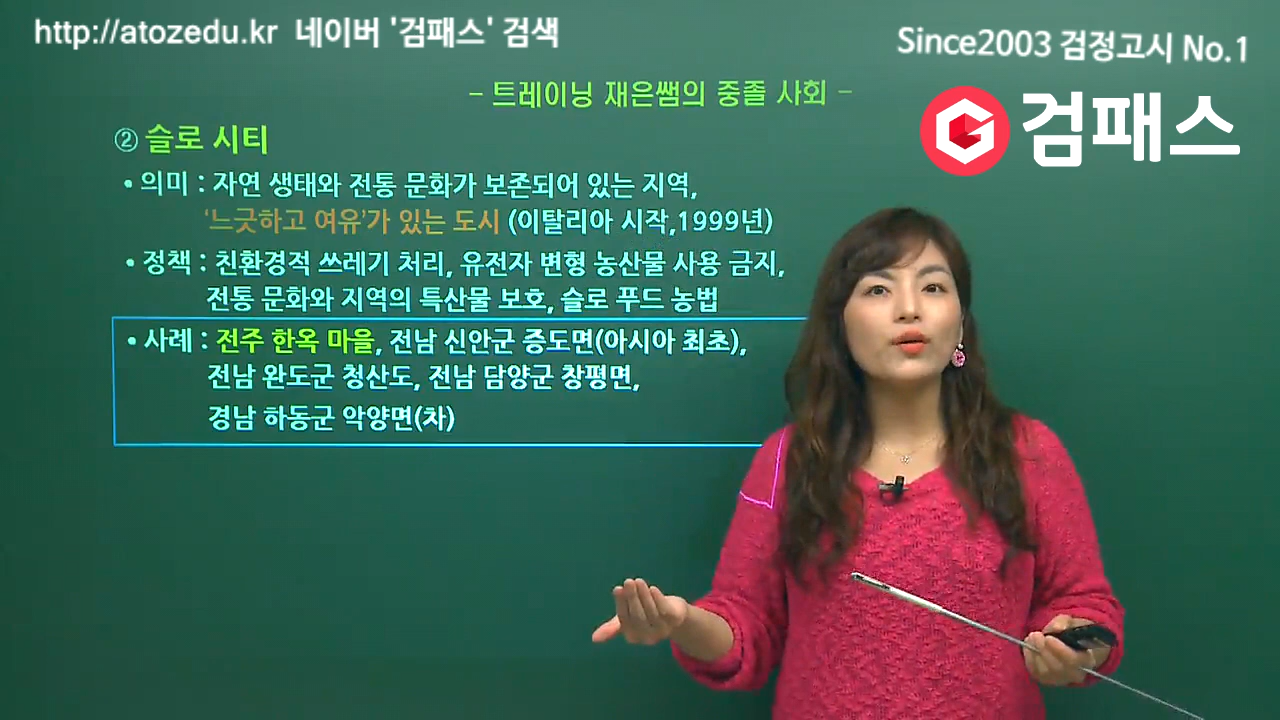 http://atozedu.kr 네이버 '검패스' 검색
Since2003 검정고시 No.1
검패스
- 트레이닝 재은쌤의 중졸 사회 -
② 슬로 시티
• 의미 : 자연 생태와 전통 문화가 보존되어 있는 지역,
'느긋하고 여유'가 있는 도시 (이탈리아 시작,1999년)
• 정책 : 친환경적 쓰레기 처리, 유전자 변형 농산물 사용 금지,
전통 문화와 지역의 특산물 보호, 슬로 푸드 농법
• 사례 : 전주 한옥 마을, 전남 신안군 증도면(아시아 최초),
전남 완도군 청산도, 전남 담양군 창평면,
경남 하동군 악양면(차)